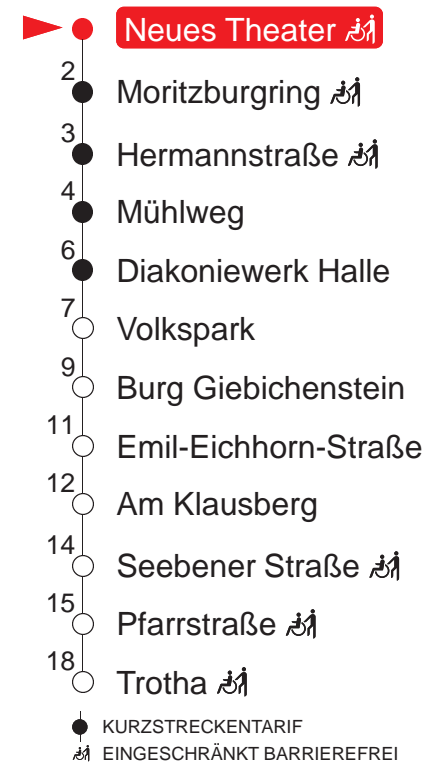 Neues Theater
2
Moritzburgring
3
Hermannstraße
4
Mühlweg
6
Diakoniewerk Halle
7
Volkspark
9
Burg Giebichenstein
11
Emil-Eichhorn-Straße
12
Am Klausberg
14
Seebener Straße
15
Pfarrstraße
18
Trotha
KURZSTRECKENTARIF
EINGESCHRÄNKT BARRIEREFREI